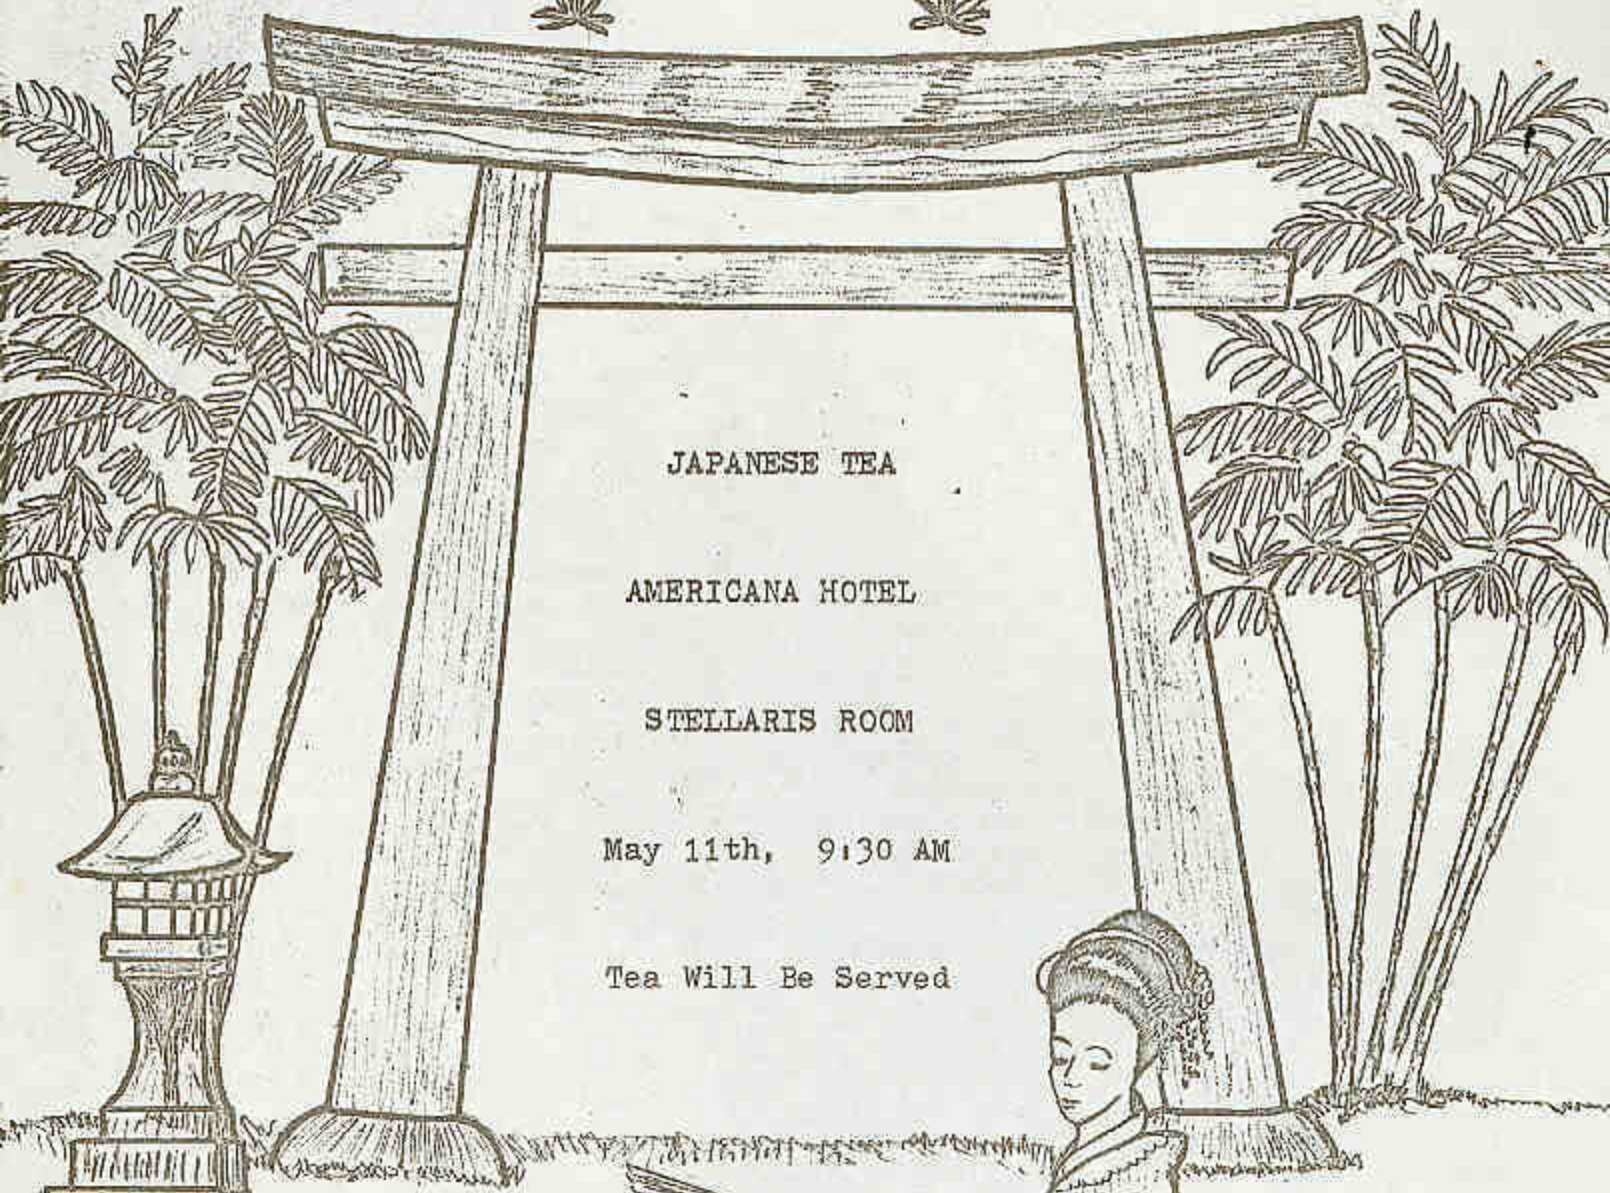 JAPANESE TEA
AMERICANA HOTEL
STELLARIS ROOM
May 11th, 9:30 AM
Tea Will Be Served